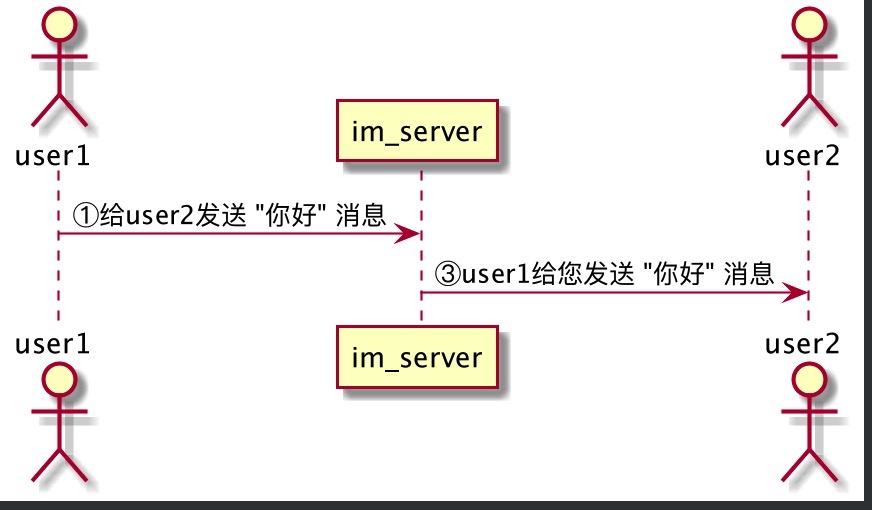 user1
im_server
user2
①给user2发送 "你好" 消息
③user1给您发送 "你好" 消息
user1
im_server
user2